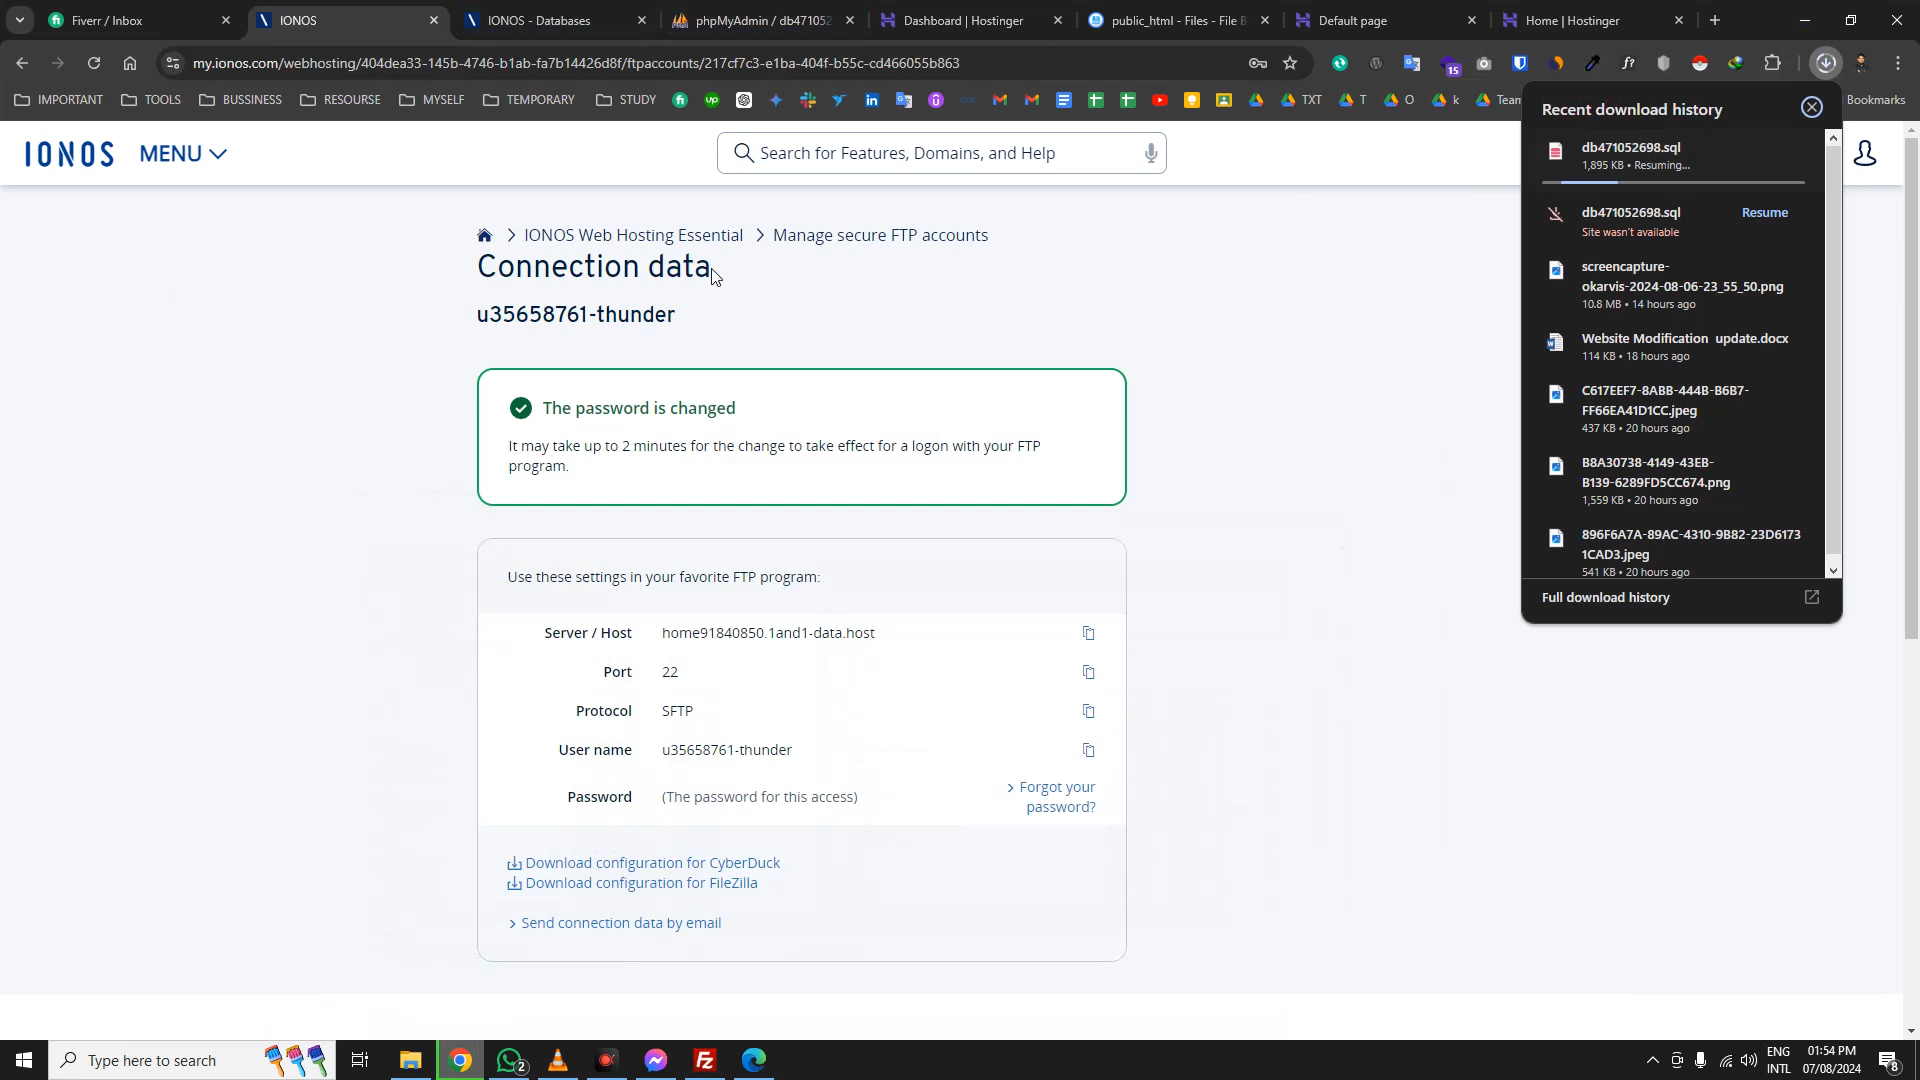 Fiverr / Inbox
IONOS
IONOS - Databases
phpMyAdmin / db471052
Dashboard | Hostinger
public_html - Files - File B
Default page
Home | Hostinger
my.ionos.com/webhosting/404dea33-145b-4746-b1ab-fa7b14426d8f/ftpaccounts/217cf7c3-e1ba-404f-b55c-cd466055b863
15
IMPORTANT
TOOLS
BUSSINESS
RESOURSE
MYSELF
TEMPORARY
STUDY
TXT
T
O
k
Team
Bookmarks
IONOS
MENU
Search for Features, Domains, and Help
IONOS Web Hosting Essential
Manage secure FTP accounts
Connection data
u35658761-thunder
The password is changed
It may take up to 2 minutes for the change to take effect for a logon with your FTP
program.
Use these settings in your favorite FTP program:
Server / Host home91840850.1and1-data.host
Port 22
Protocol SFTP
User name u35658761-thunder
Password (The password for this access)
Forgot your
password?
Download configuration for CyberDuck
Download configuration for FileZilla
Send connection data by email
Recent download history
db471052698.sql
1,895 KB • Resuming...
db471052698.sql
Resume
Site wasn't available
screencapture-
okarvis-2024-08-06-23_55_50.png
10.8 MB • 14 hours ago
Website Modification update.docx
114 KB • 18 hours ago
C617EEF7-8ABB-444B-B6B7-
FF66EA41D1CC.jpeg
437 KB • 20 hours ago
B8A30738-4149-43EB-
B139-6289FD5CC674.png
1,559 KB • 20 hours ago
896F6A7A-89AC-4310-9B82-23D6173
1CAD3.jpeg
541 KB • 20 hours ago
Full download history
Type here to search
2
ENG
INTL
01:54 PM
07/08/2024
8